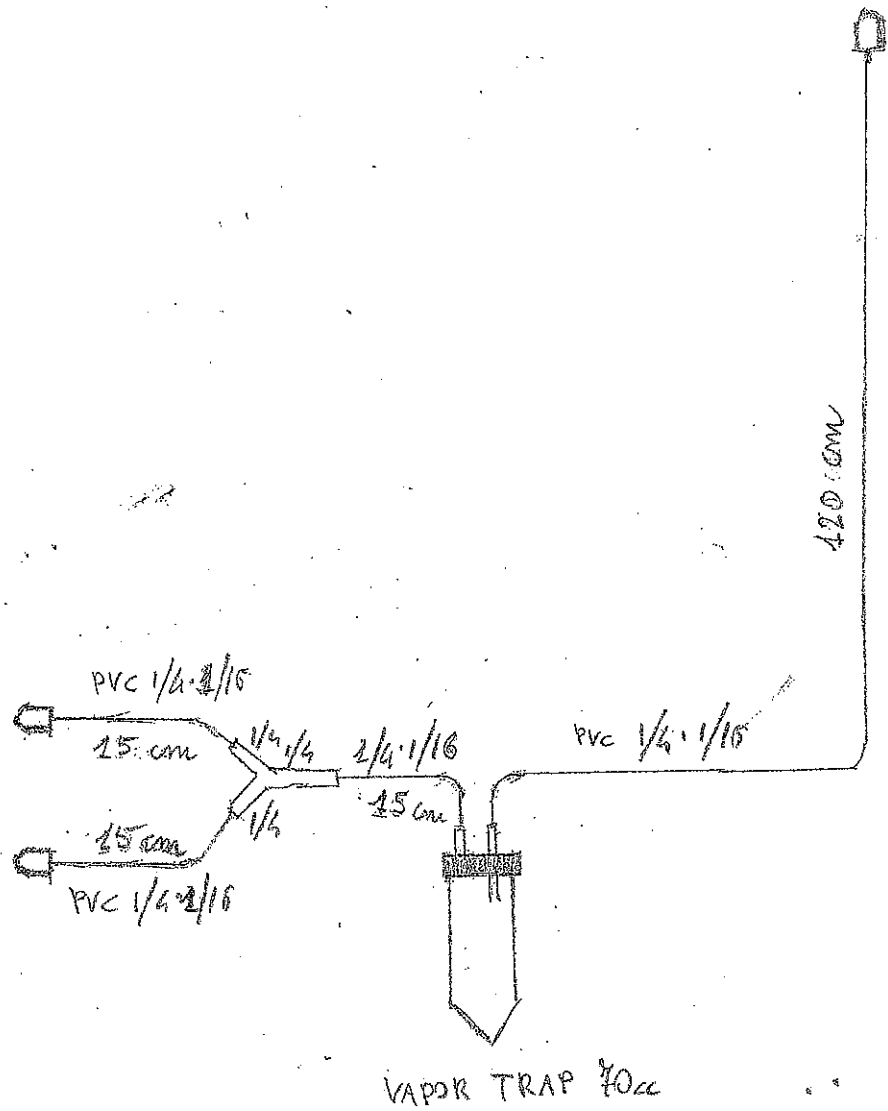 120 cm
PVC 1/4·1/16
15 cm
1/4 1/4
1/4·1/16
15 cm
PVC 1/4·1/16
1/4
15 cm
PVC 1/4·1/16
VAPOR TRAP 70cc